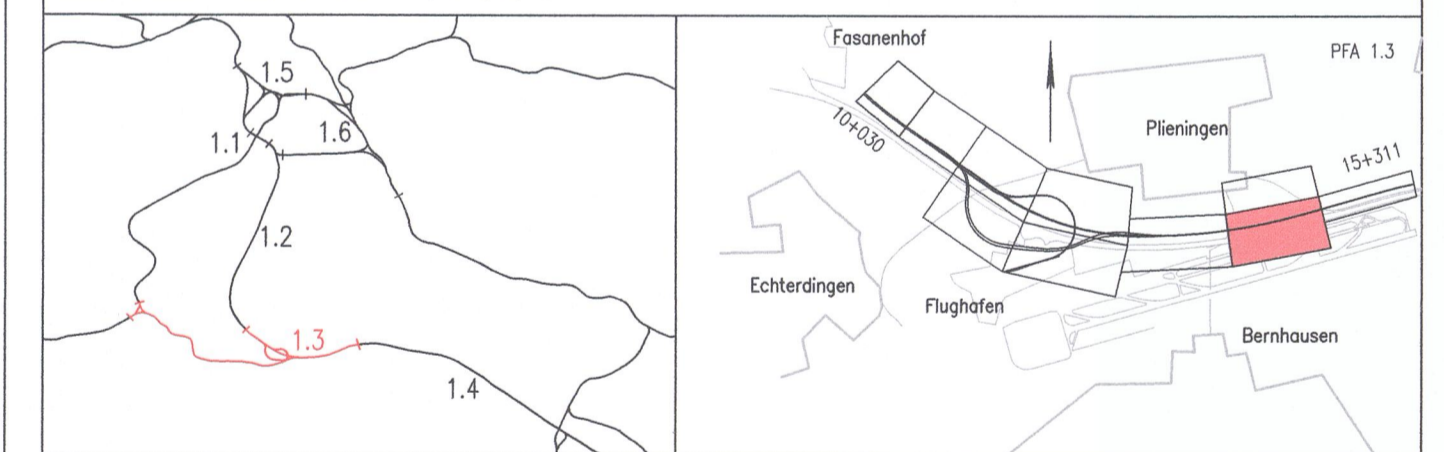 1.5
1.1
1.6
1.2
1.3
1.4
Fasanenhof
PFA 1.3
10+030
Plieningen
15+311
Echterdingen
Flughafen
Bernhausen